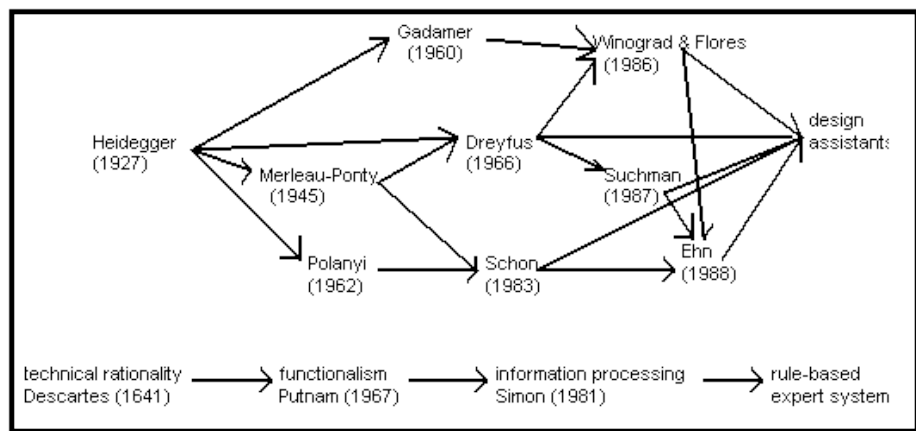 Gadamer
(1960)
Winograd & Flores
(1986)
Heidegger
(1927)
Dreyfus
(1966)
design
assistants
Merleau-Ponty
(1945)
Suchman
(1987)
Polanyi
(1962)
Schon
(1983)
Ehn
(1988)
technical rationality
Descartes (1641)
functionalism
Putnam (1967)
information processing
Simon (1981)
rule-based
expert system